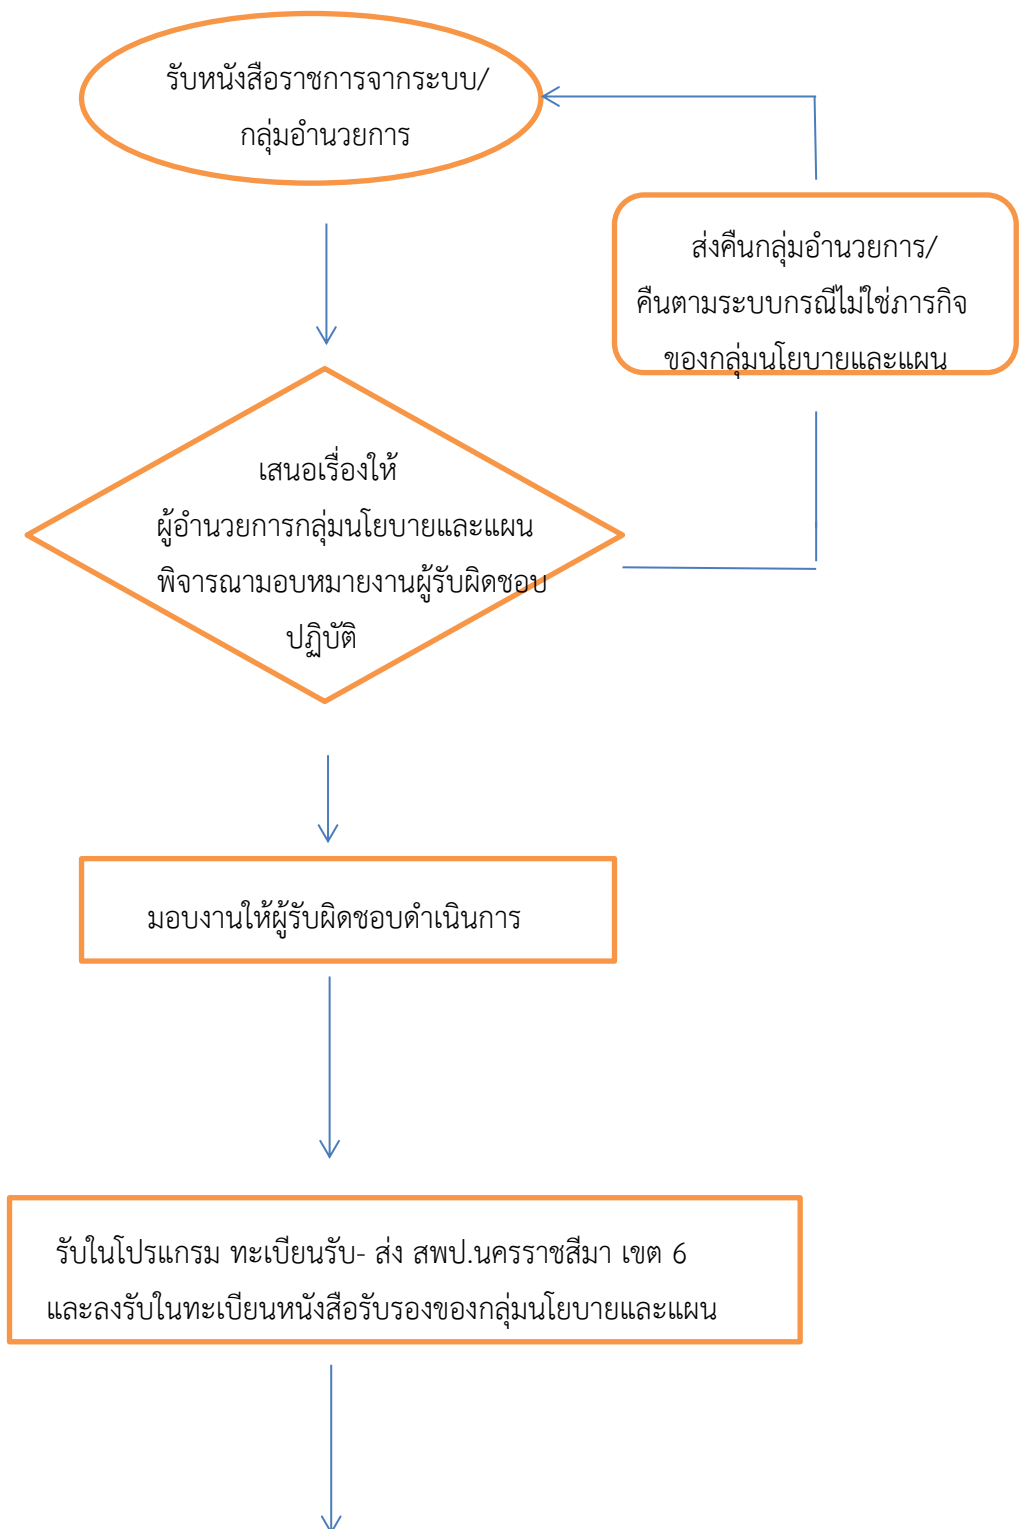 รับหนังสือราชการจากระบบ/
กลุ่มอำนวยการ
ส่งคืนกลุ่มอำนวยการ/
คืนตามระบบกรณีไม่ใช่ภารกิจ
ของกลุ่มนโยบายและแผน
เสนอเรื่องให้
ผู้อำนวยการกลุ่มนโยบายและแผน
พิจารณามอบหมายงานผู้รับผิดชอบ
ปฏิบัติ
มอบงานให้ผู้รับผิดชอบดำเนินการ
รับในโปรแกรม ทะเบียนรับ- ส่ง สพป.นครราชสีมา เขต 6
และลงรับในทะเบียนหนังสือรับรองของกลุ่มนโยบายและแผน